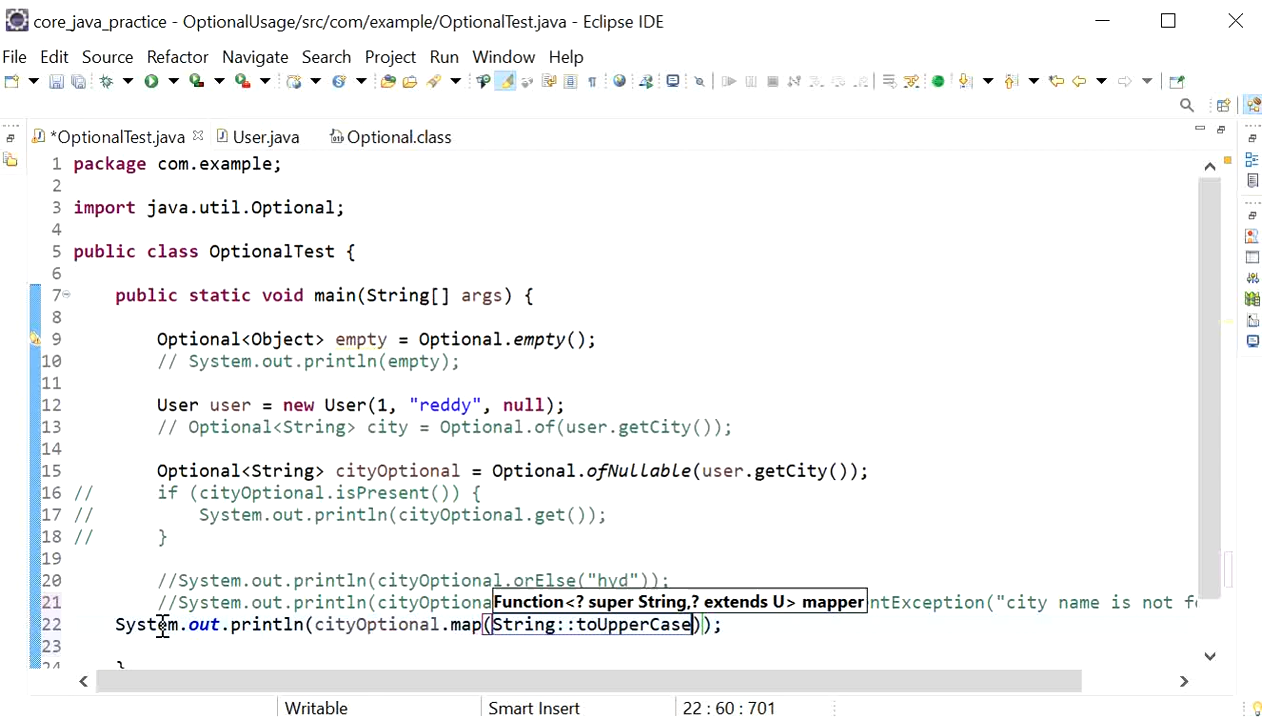 core_java_practice - OptionalUsage/src/com/example/OptionalTest.java - Eclipse IDE
File Edit Source Refactor Navigate Search Project Run Window Help
*OptionalTest.java User.java Optional.class
1 package com.example;
2
3 import java.util.Optional;
4
5 public class OptionalTest {
6
7 public static void main(String[] args) {
8
9 Optional<Object> empty = Optional.empty();
10 // System.out.println(empty);
11
12 User user = new User(1, "reddy", null);
13 // Optional<String> city = Optional.of(user.getCity());
14
15 Optional<String> cityOptional = Optional.ofNullable(user.getCity());
16 // if (cityOptional.isPresent()) {
17 // System.out.println(cityOptional.get());
18 // }
19
20 //System.out.println(cityOptional.orElse("hyd"));
Function<? super String,? extends U> mapper
21 //System.out.println(cityOptiona ntException("city name is not fo
22 System.out.println(cityOptional.map(String::toUpperCase));
23
24 }
Writable Smart Insert 22 : 60 : 701